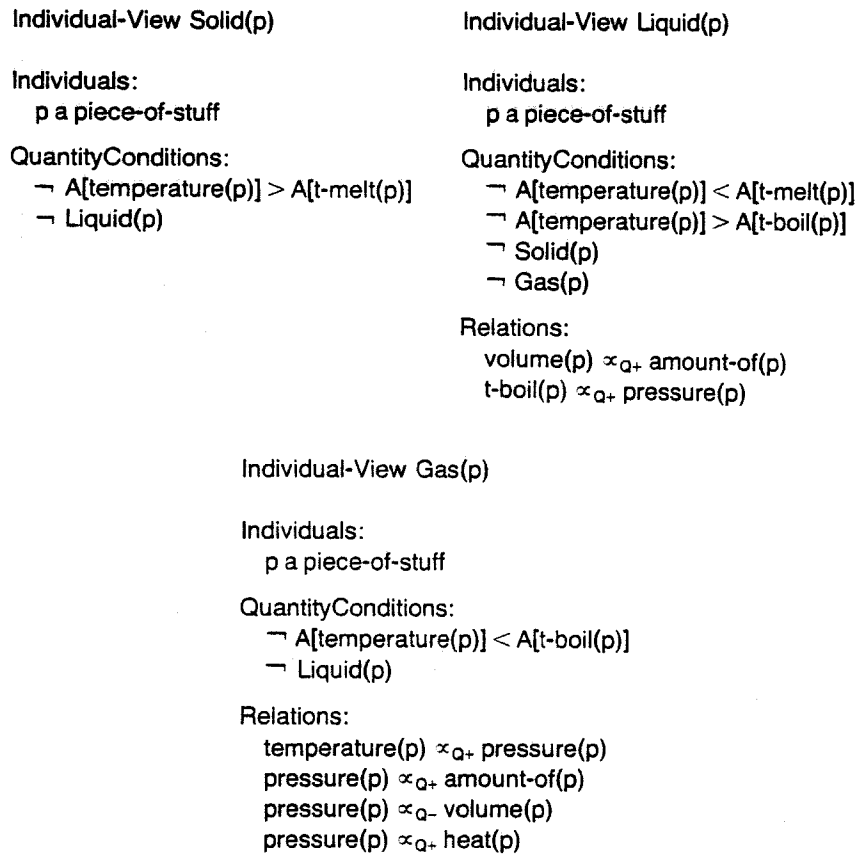 Individual-View Solid(p)
Individuals:
p a piece-of-stuff
QuantityConditions:
¬ A[temperature(p)] > A[t-melt(p)]
¬ Liquid(p)
Individual-View Liquid(p)
Individuals:
p a piece-of-stuff
QuantityConditions:
¬ A[temperature(p)] < A[t-melt(p)]
¬ A[temperature(p)] > A[t-boil(p)]
¬ Solid(p)
¬ Gas(p)
Relations:
volume(p) ∝Q+ amount-of(p)
t-boil(p) ∝Q+ pressure(p)
Individual-View Gas(p)
Individuals:
p a piece-of-stuff
QuantityConditions:
¬ A[temperature(p)] < A[t-boil(p)]
¬ Liquid(p)
Relations:
temperature(p) ∝Q+ pressure(p)
pressure(p) ∝Q+ amount-of(p)
pressure(p) ∝Q− volume(p)
pressure(p) ∝Q+ heat(p)